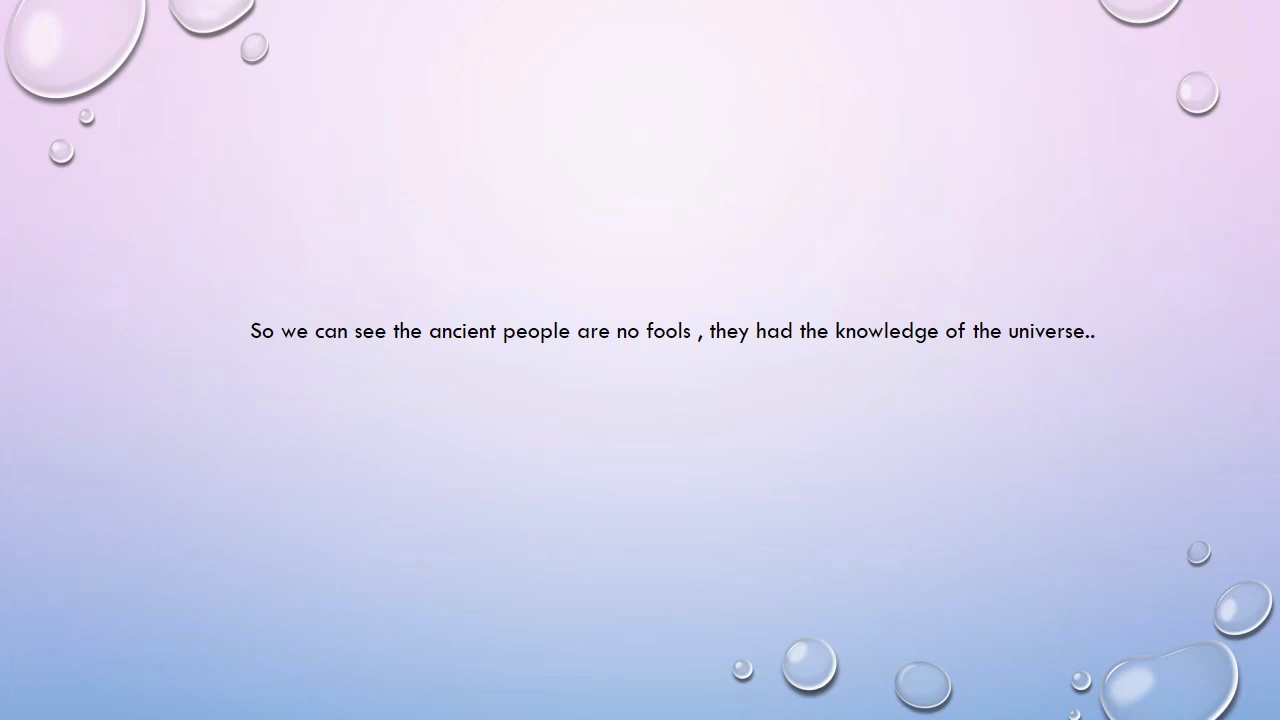 So we can see the ancient people are no fools , they had the knowledge of the universe..